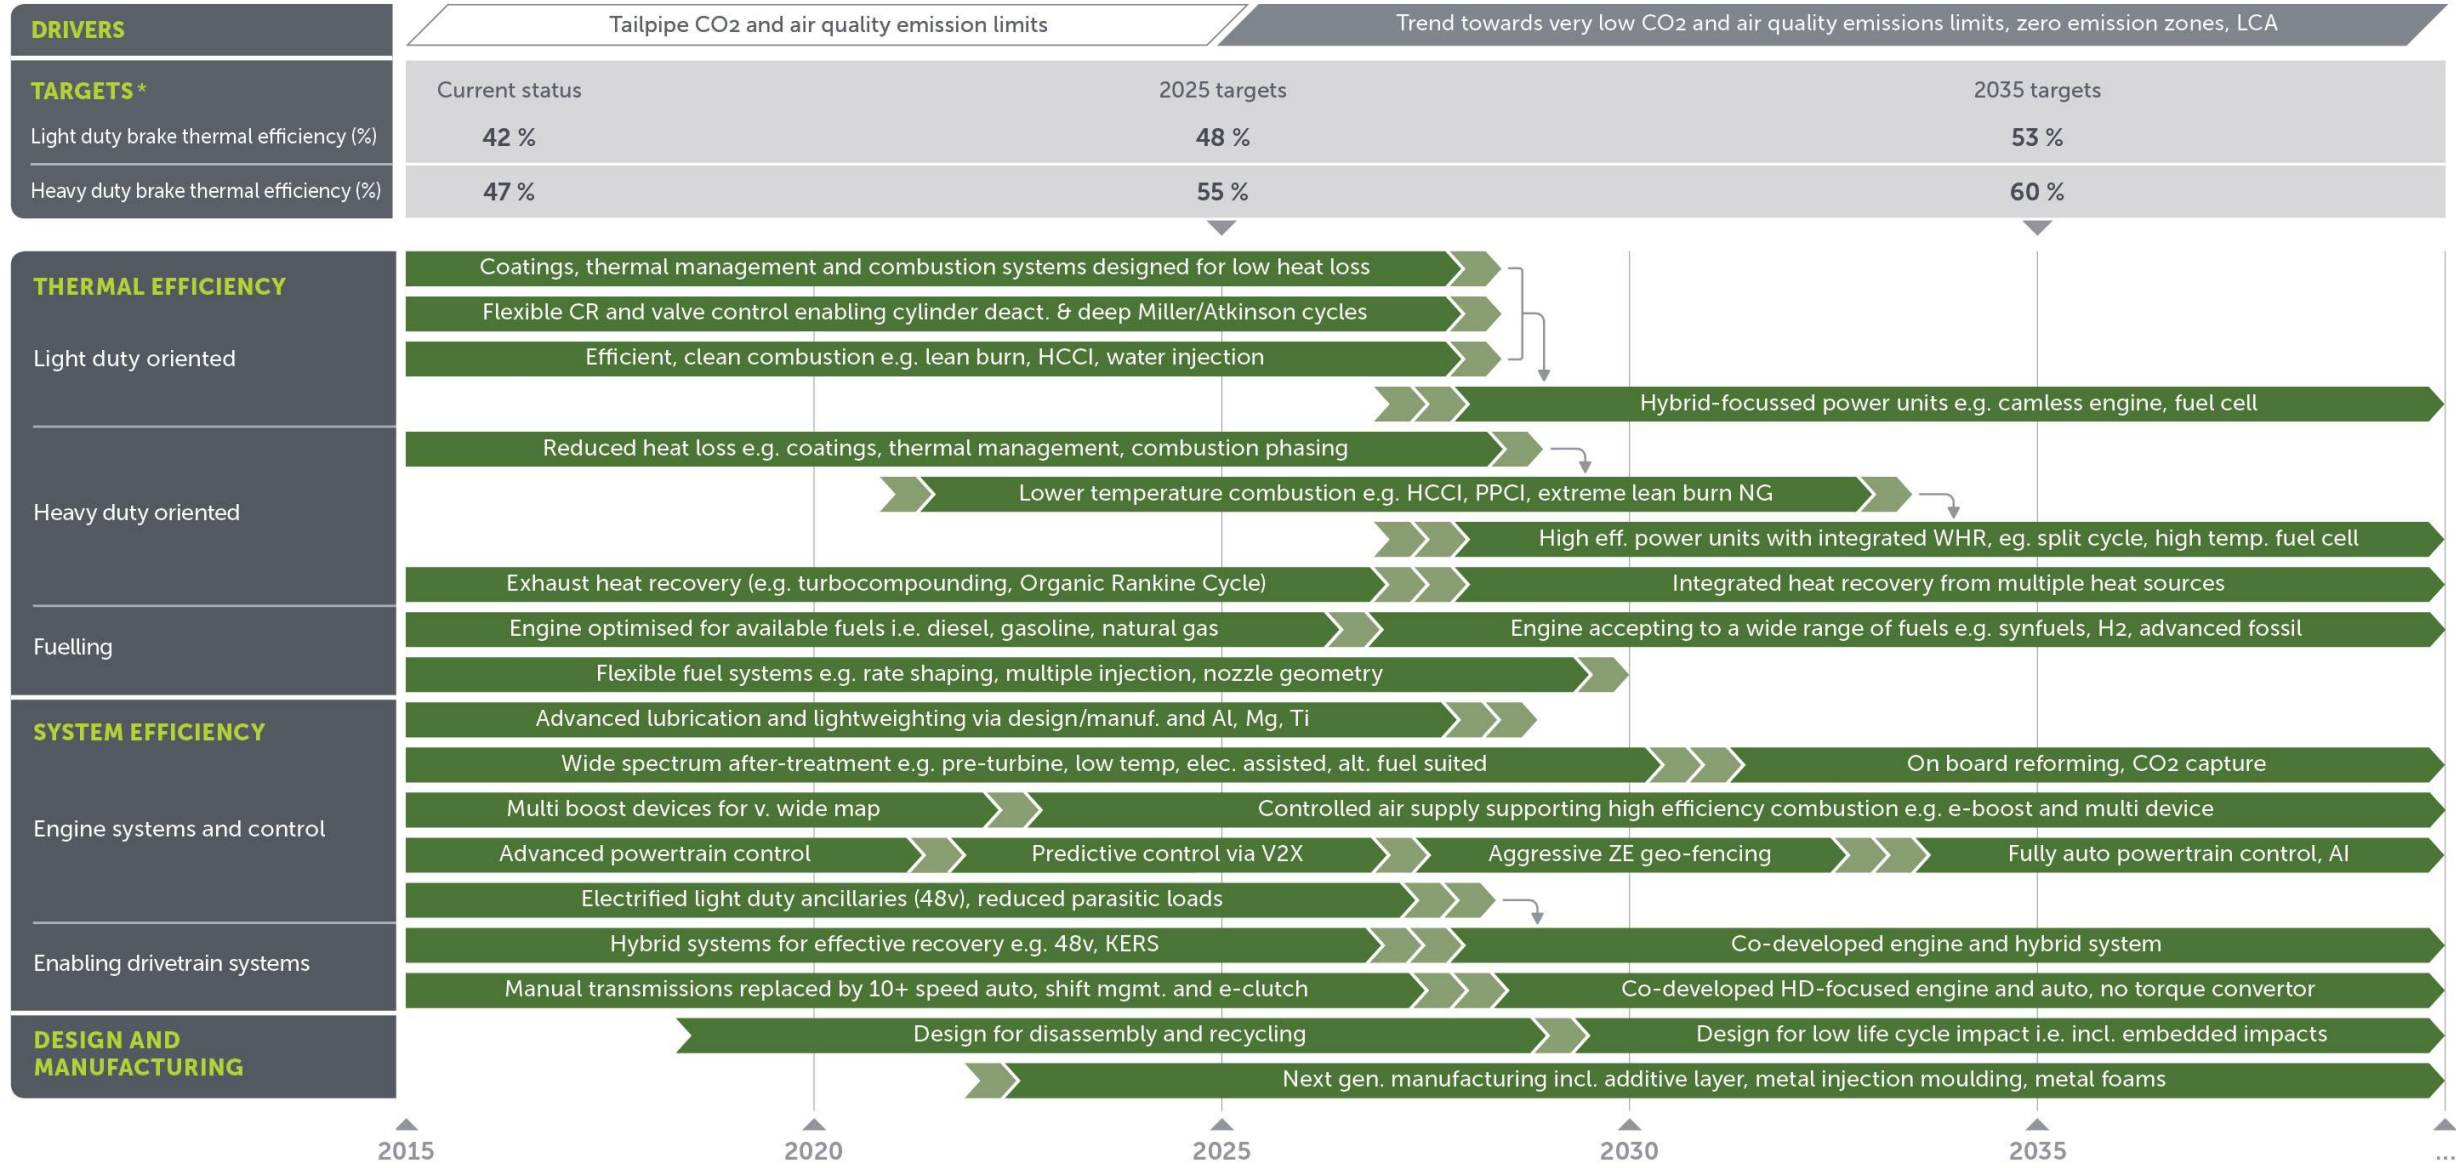 DRIVERS
Tailpipe CO2 and air quality emission limits
Trend towards very low CO2 and air quality emissions limits, zero emission zones, LCA
TARGETS*
Current status
2025 targets
2035 targets
Light duty brake thermal efficiency (%)
42 %
48 %
53 %
Heavy duty brake thermal efficiency (%)
47 %
55 %
60 %
THERMAL EFFICIENCY
Light duty oriented
Coatings, thermal management and combustion systems designed for low heat loss
Flexible CR and valve control enabling cylinder deact. & deep Miller/Atkinson cycles
Efficient, clean combustion e.g. lean burn, HCCI, water injection
Hybrid-focussed power units e.g. camless engine, fuel cell
Heavy duty oriented
Reduced heat loss e.g. coatings, thermal management, combustion phasing
Lower temperature combustion e.g. HCCI, PPCI, extreme lean burn NG
High eff. power units with integrated WHR, eg. split cycle, high temp. fuel cell
Exhaust heat recovery (e.g. turbocompounding, Organic Rankine Cycle)
Integrated heat recovery from multiple heat sources
Fuelling
Engine optimised for available fuels i.e. diesel, gasoline, natural gas
Engine accepting to a wide range of fuels e.g. synfuels, H2, advanced fossil
Flexible fuel systems e.g. rate shaping, multiple injection, nozzle geometry
SYSTEM EFFICIENCY
Engine systems and control
Advanced lubrication and lightweighting via design/manuf. and Al, Mg, Ti
Wide spectrum after-treatment e.g. pre-turbine, low temp, elec. assisted, alt. fuel suited
On board reforming, CO2 capture
Multi boost devices for v. wide map
Controlled air supply supporting high efficiency combustion e.g. e-boost and multi device
Advanced powertrain control
Predictive control via V2X
Aggressive ZE geo-fencing
Fully auto powertrain control, AI
Electrified light duty ancillaries (48v), reduced parasitic loads
Enabling drivetrain systems
Hybrid systems for effective recovery e.g. 48v, KERS
Co-developed engine and hybrid system
Manual transmissions replaced by 10+ speed auto, shift mgmt. and e-clutch
Co-developed HD-focused engine and auto, no torque convertor
DESIGN AND
MANUFACTURING
Design for disassembly and recycling
Design for low life cycle impact i.e. incl. embedded impacts
Next gen. manufacturing incl. additive layer, metal injection moulding, metal foams
2015
2020
2025
2030
2035
...